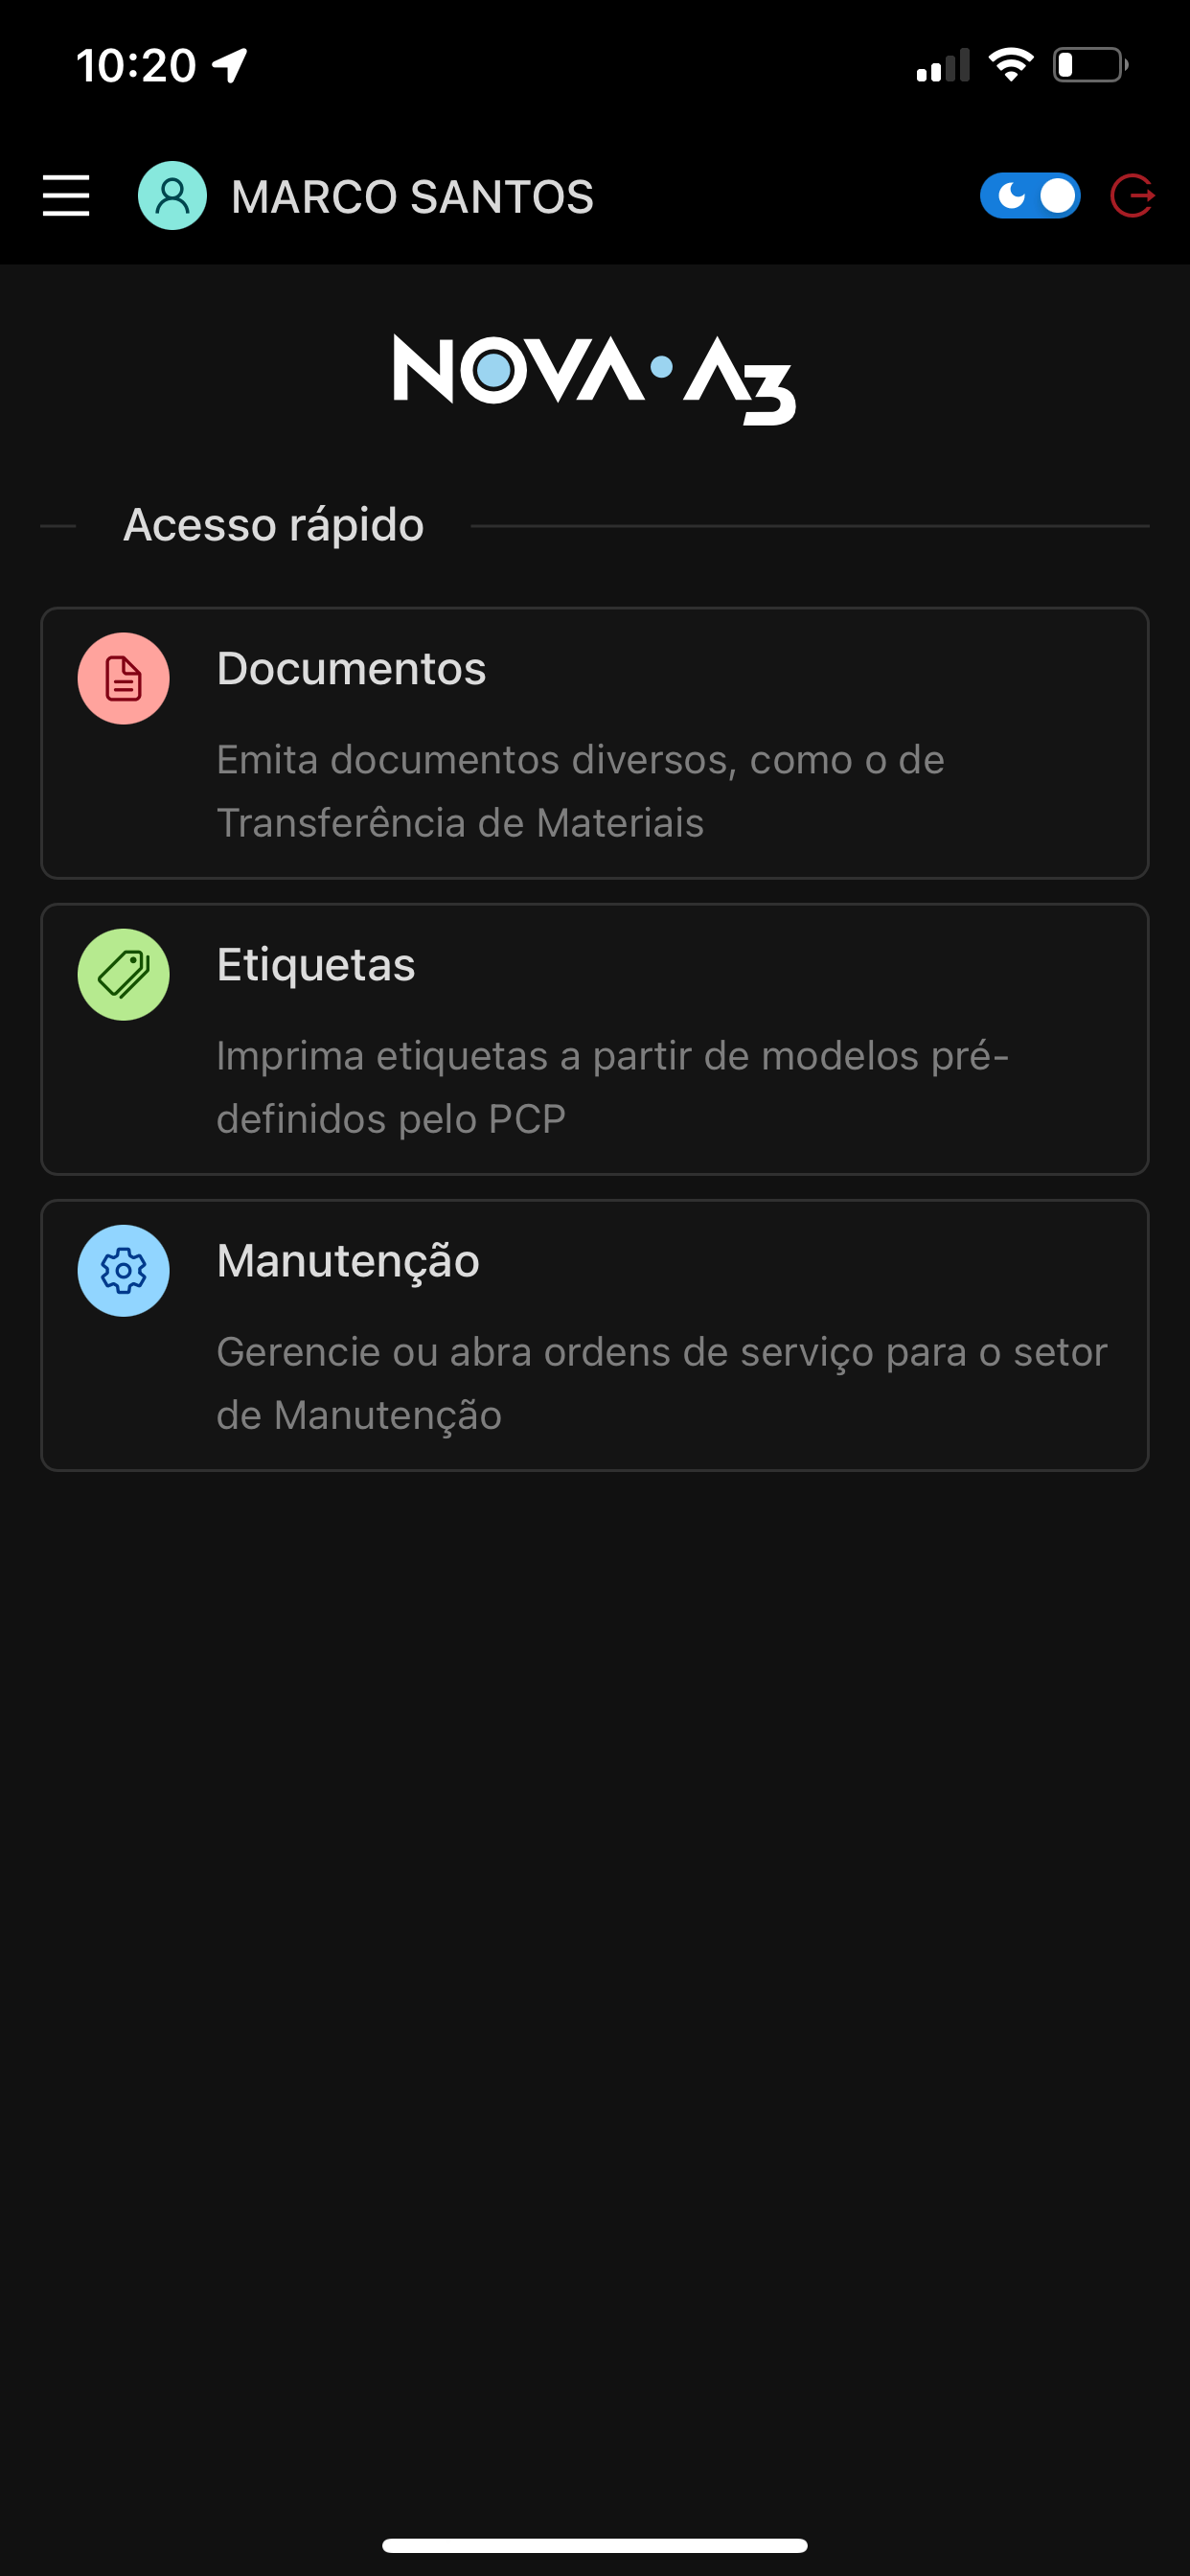 10:20
MARCO SANTOS
NOVA·A3
Acesso rápido
Documentos
Emita documentos diversos, como o de
Transferência de Materiais
Etiquetas
Imprima etiquetas a partir de modelos pré-
definidos pelo PCP
Manutenção
Gerencie ou abra ordens de serviço para o setor
de Manutenção